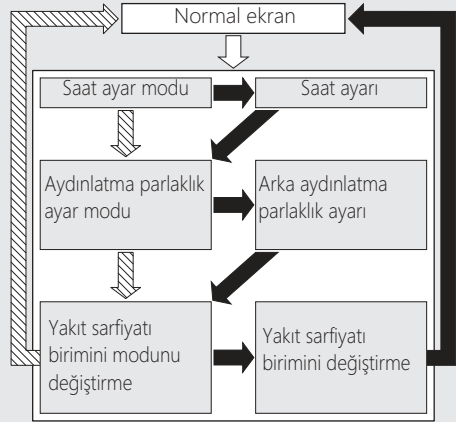 Normal ekran
Saat ayar modu
Saat ayarı
Aydınlatma parlaklık
ayar modu
Arka aydınlatma
parlaklık ayarı
Yakıt sarfiyatı
birimini modunu
değiştirme
Yakıt sarfiyatı
birimini değiştirme